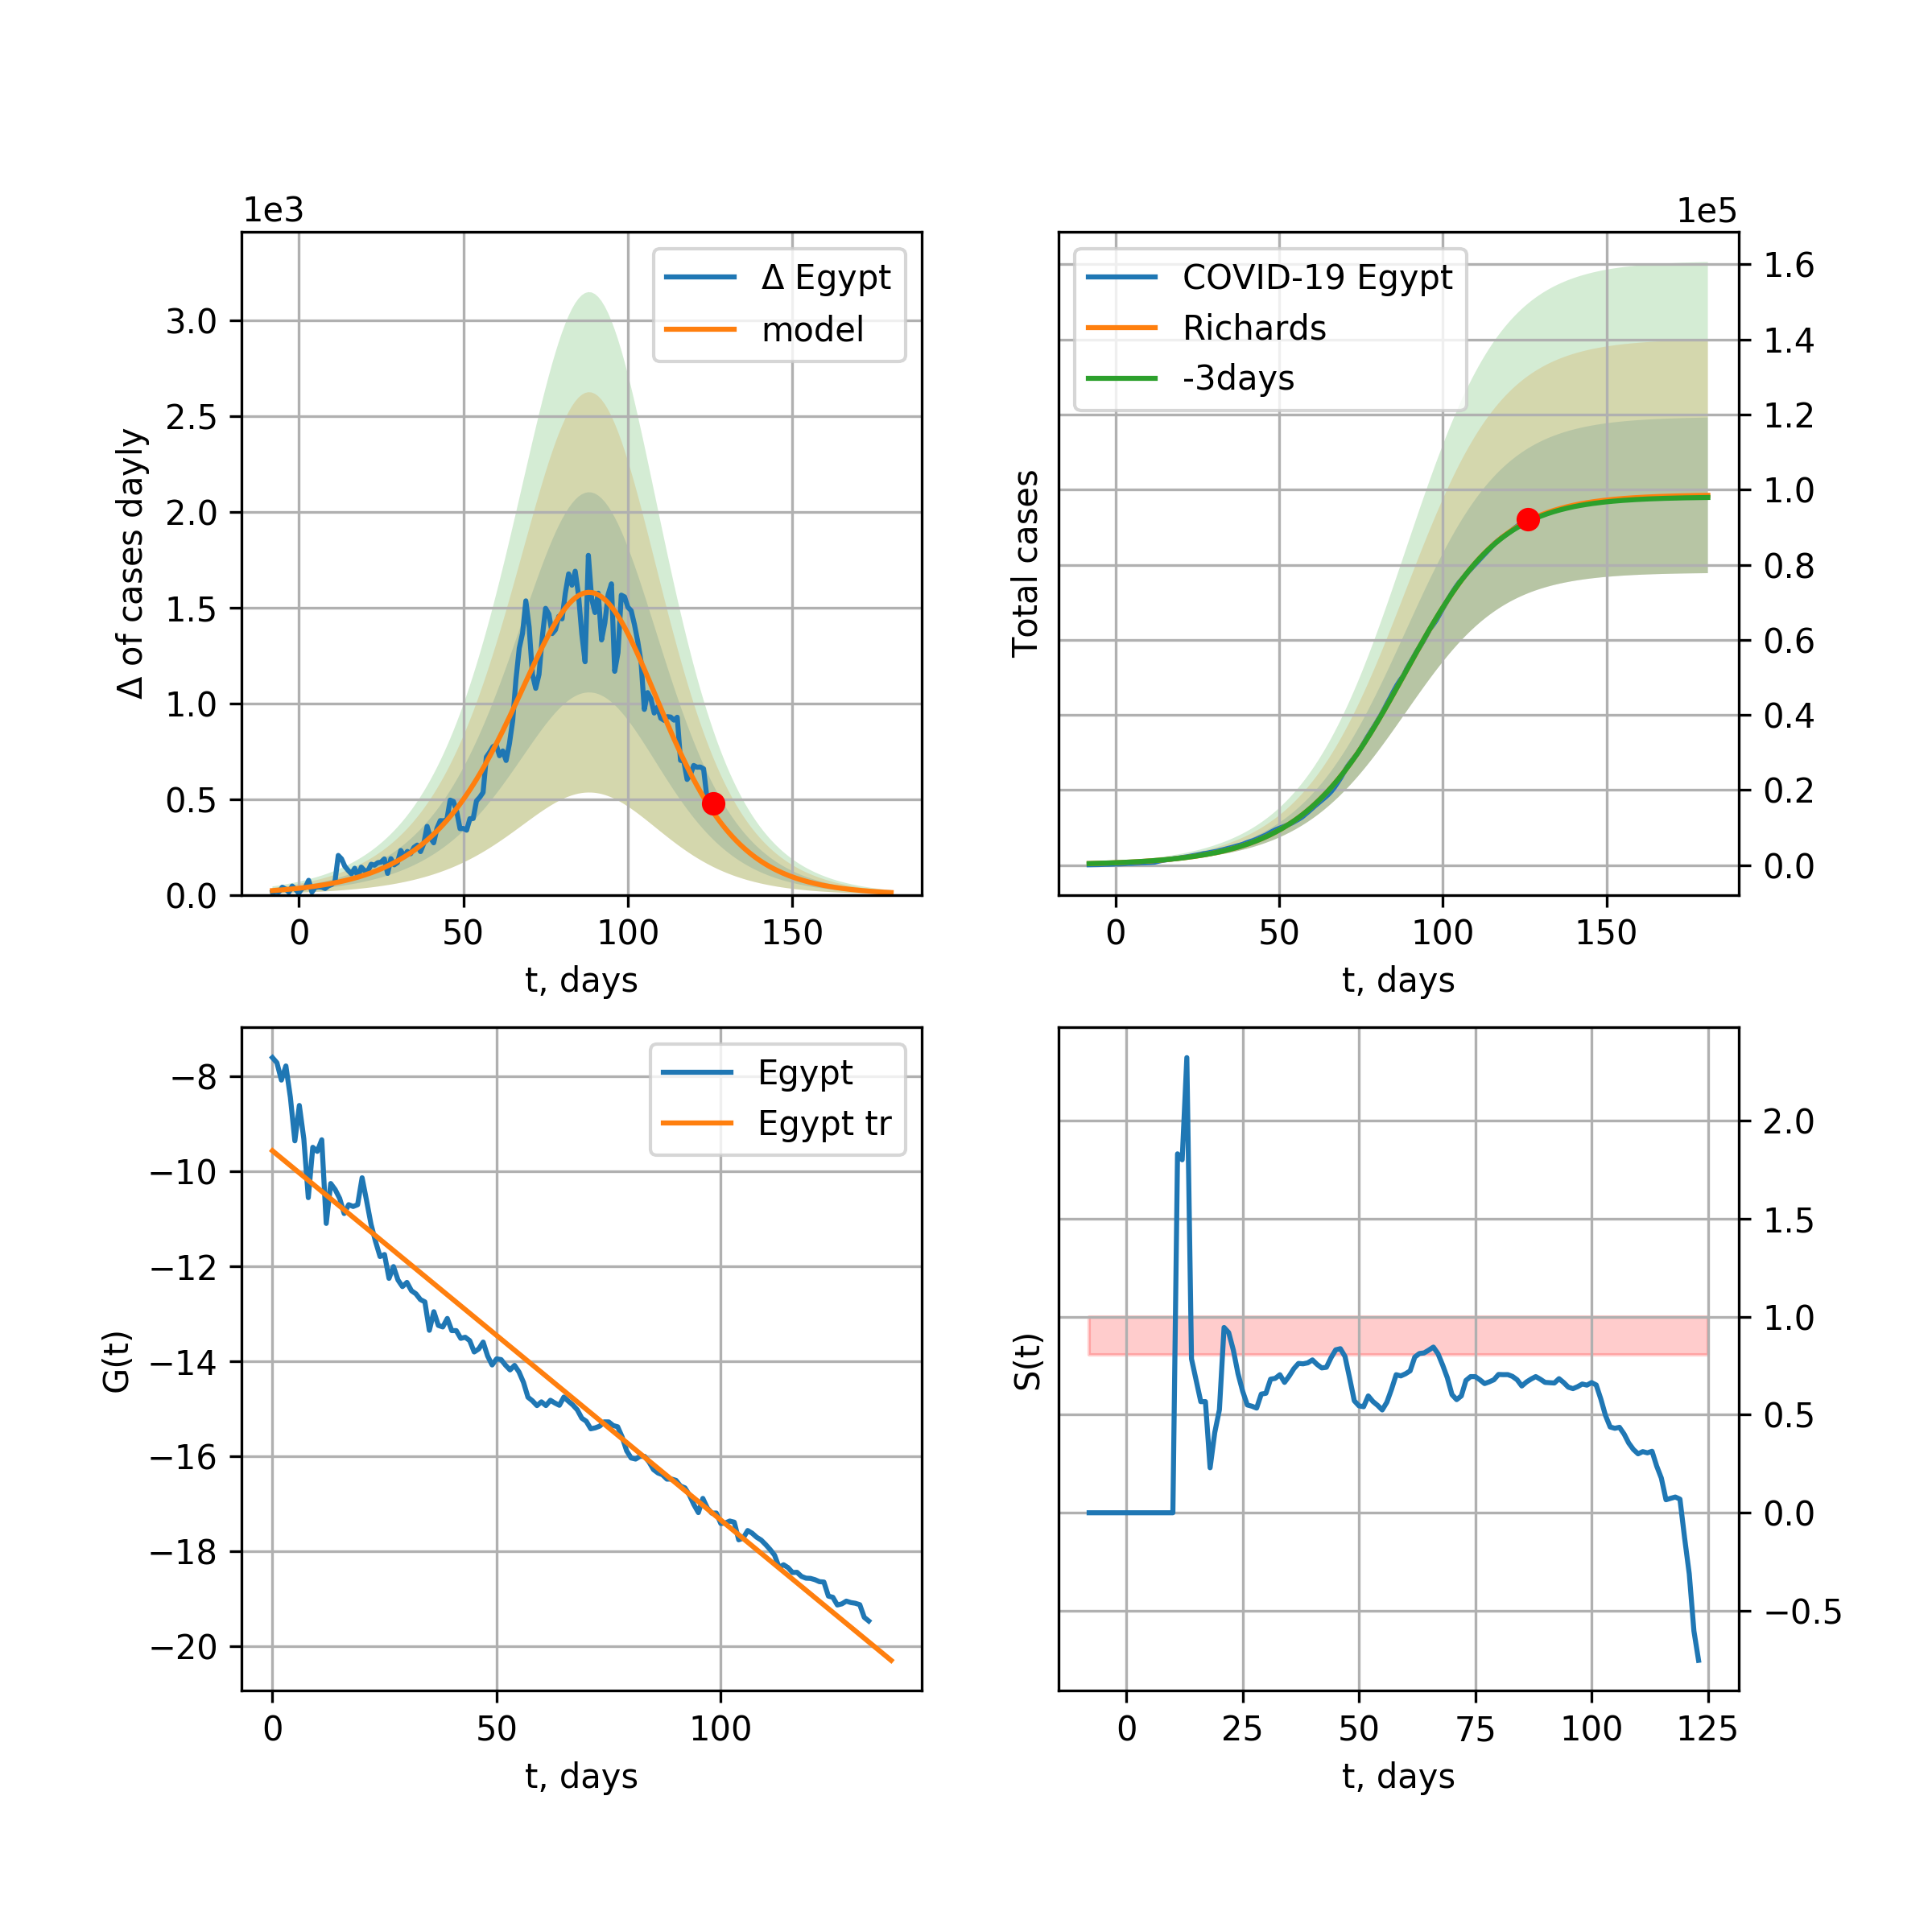 1e3
Δ Egypt
model
3.0
2.5
2.0
1.5
1.0
0.5
0.0
Δ of cases dayly
0 50 100 150
t, days
1e5
COVID-19 Egypt
Richards
-3days
1.6
1.4
1.2
1.0
0.8
0.6
0.4
0.2
0.0
Total cases
0 50 100 150
t, days
Egypt
Egypt tr
−8
−10
−12
−14
−16
−18
−20
G(t)
0 50 100
t, days
2.0
1.5
1.0
0.5
0.0
−0.5
S(t)
0 25 50 75 100 125
t, days